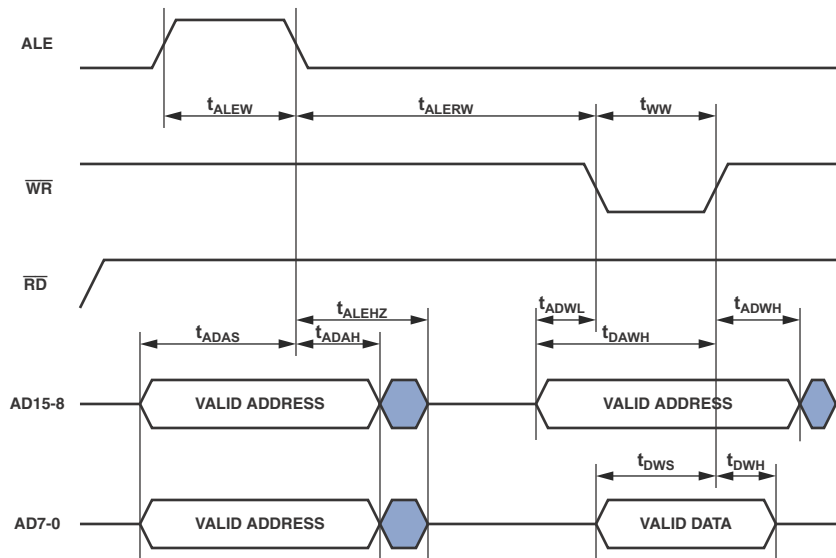 ALE
tALEW
tALERW
tWW
WR
RD
tALEHZ
tADAS
tADAH
tADWL
tADWH
tDAWH
AD15-8
VALID ADDRESS
VALID ADDRESS
tDWS
tDWH
AD7-0
VALID ADDRESS
VALID DATA